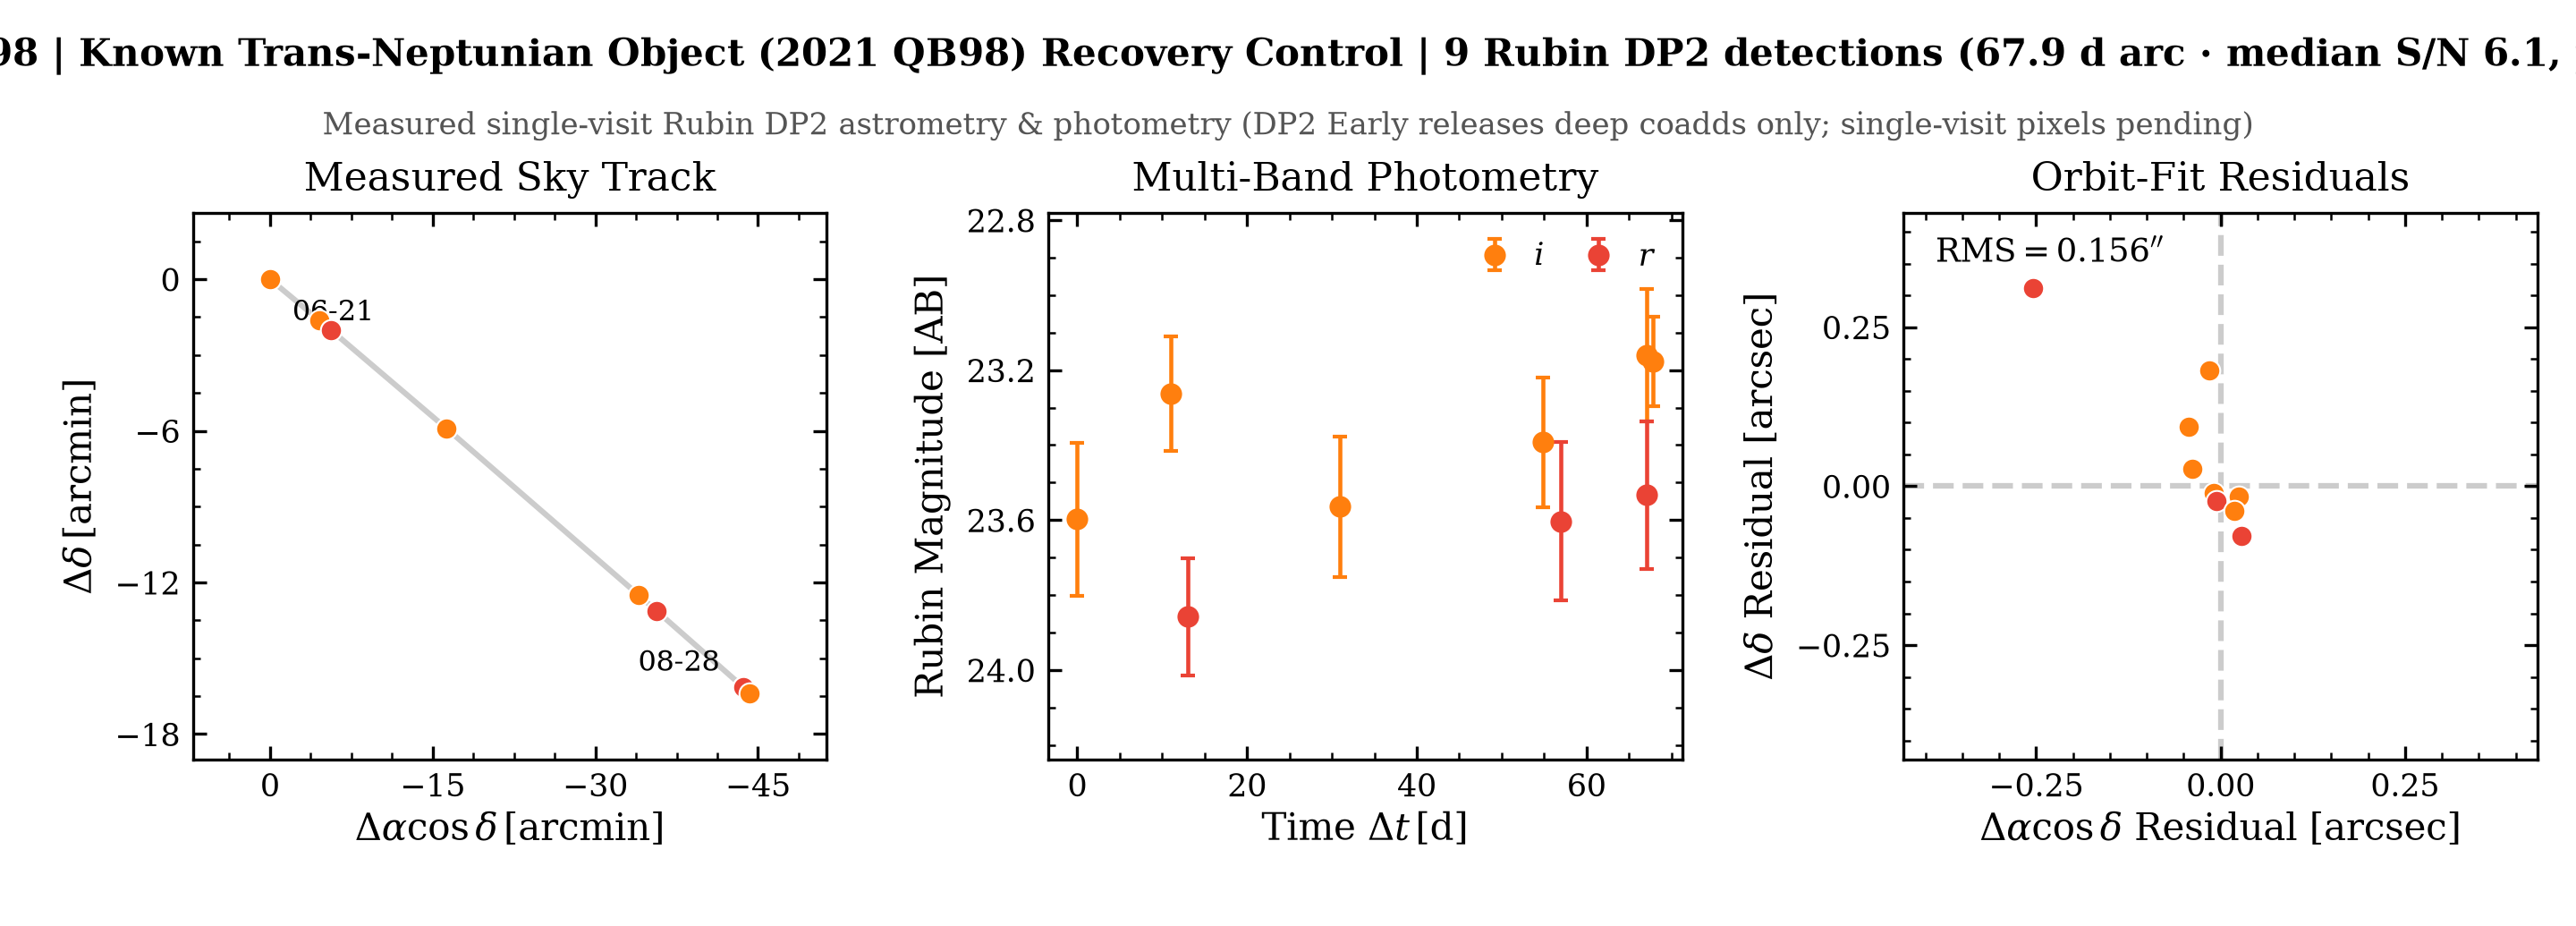 98 | Known Trans-Neptunian Object (2021 QB98) Recovery Control | 9 Rubin DP2 detections (67.9 d arc · median S/N 6.1,
Measured single-visit Rubin DP2 astrometry & photometry (DP2 Early releases deep coadds only; single-visit pixels pending)
Measured Sky Track
0
−6
−12
−18
Δδ [arcmin]
06-21
08-28
0
−15
−30
−45
Δα cos δ [arcmin]
Multi-Band Photometry
22.8
23.2
23.6
24.0
Rubin Magnitude [AB]
i
r
0
20
40
60
Time Δt [d]
Orbit-Fit Residuals
RMS = 0.156″
0.25
0.00
−0.25
Δδ Residual [arcsec]
−0.25
0.00
0.25
Δα cos δ Residual [arcsec]